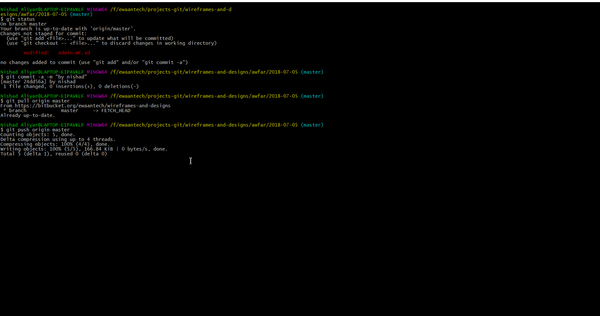 Nishad Aliyar@LAPTOP-EIPAVKLF MINGW64 /f/ewaantech/projects-git/wireframes-and-d
esigns/awfar/2018-07-05 (master)
$ git status
On branch master
Your branch is up-to-date with 'origin/master'.
Changes not staged for commit:
(use "git add <file>..." to update what will be committed)
(use "git checkout -- <file>..." to discard changes in working directory)
modified:
no changes added to commit (use "git add" and/or "git commit -a")
Nishad Aliyar@LAPTOP-EIPAVKLF MINGW64 /f/ewaantech/projects-git/wireframes-and-designs/awfar/2018-07-05 (master)
$ git commit -a -m "by nishad"
[master 24dd56a] by nishad
1 file changed, 0 insertions(+), 0 deletions(-)
Nishad Aliyar@LAPTOP-EIPAVKLF MINGW64 /f/ewaantech/projects-git/wireframes-and-designs/awfar/2018-07-05 (master)
$ git pull origin master
From https://bitbucket.org/ewaantech/wireframes-and-designs
* branch master -> FETCH_HEAD
Already up-to-date.
Nishad Aliyar@LAPTOP-EIPAVKLF MINGW64 /f/ewaantech/projects-git/wireframes-and-designs/awfar/2018-07-05 (master)
$ git push origin master
Counting objects: 5, done.
Delta compression using up to 4 threads.
Compressing objects: 100% (4/4), done.
Writing objects: 100% (5/5), 166.84 KiB | 0 bytes/s, done.
Total 5 (delta 1), reused 0 (delta 0)